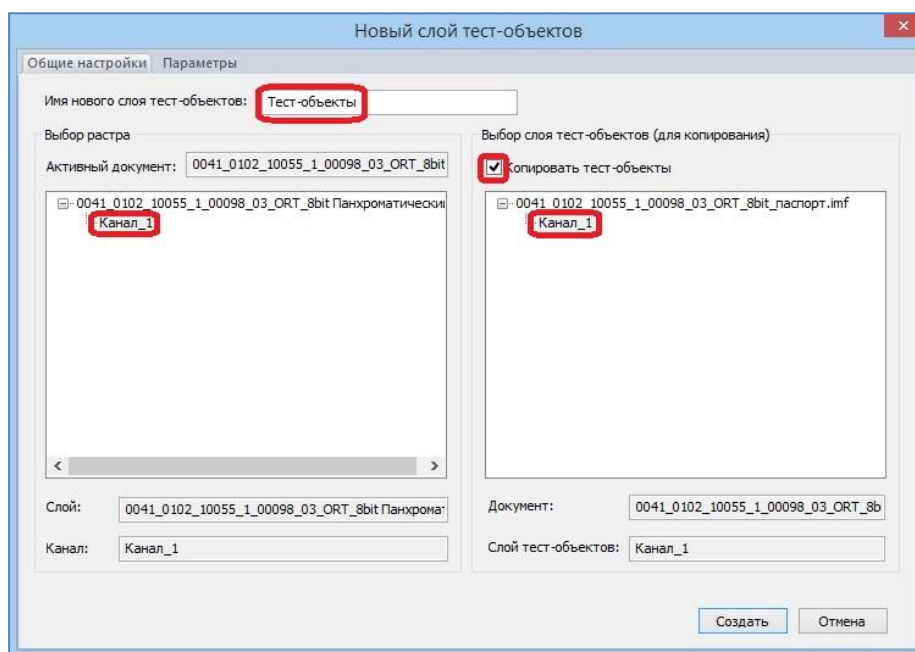 Новый слой тест-объектов
Общие настройки Параметры
Имя нового слоя тест-объектов: Тест-объекты
Выбор растра
Активный документ: 0041_0102_10055_1_00098_03_ORT_8bit
0041_0102_10055_1_00098_03_ORT_8bit Панхроматически
Канал_1
Слой: 0041_0102_10055_1_00098_03_ORT_8bit Панхромат
Канал: Канал_1
Выбор слоя тест-объектов (для копирования)
Копировать тест-объекты
0041_0102_10055_1_00098_03_ORT_8bit_паспорт.imf
Канал_1
Документ: 0041_0102_10055_1_00098_03_ORT_8b
Слой тест-объектов: Канал_1
Создать Отмена